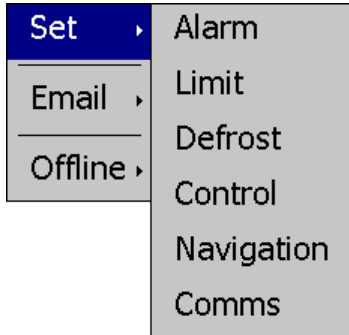 Set
Email
Offline
Alarm
Limit
Defrost
Control
Navigation
Comms